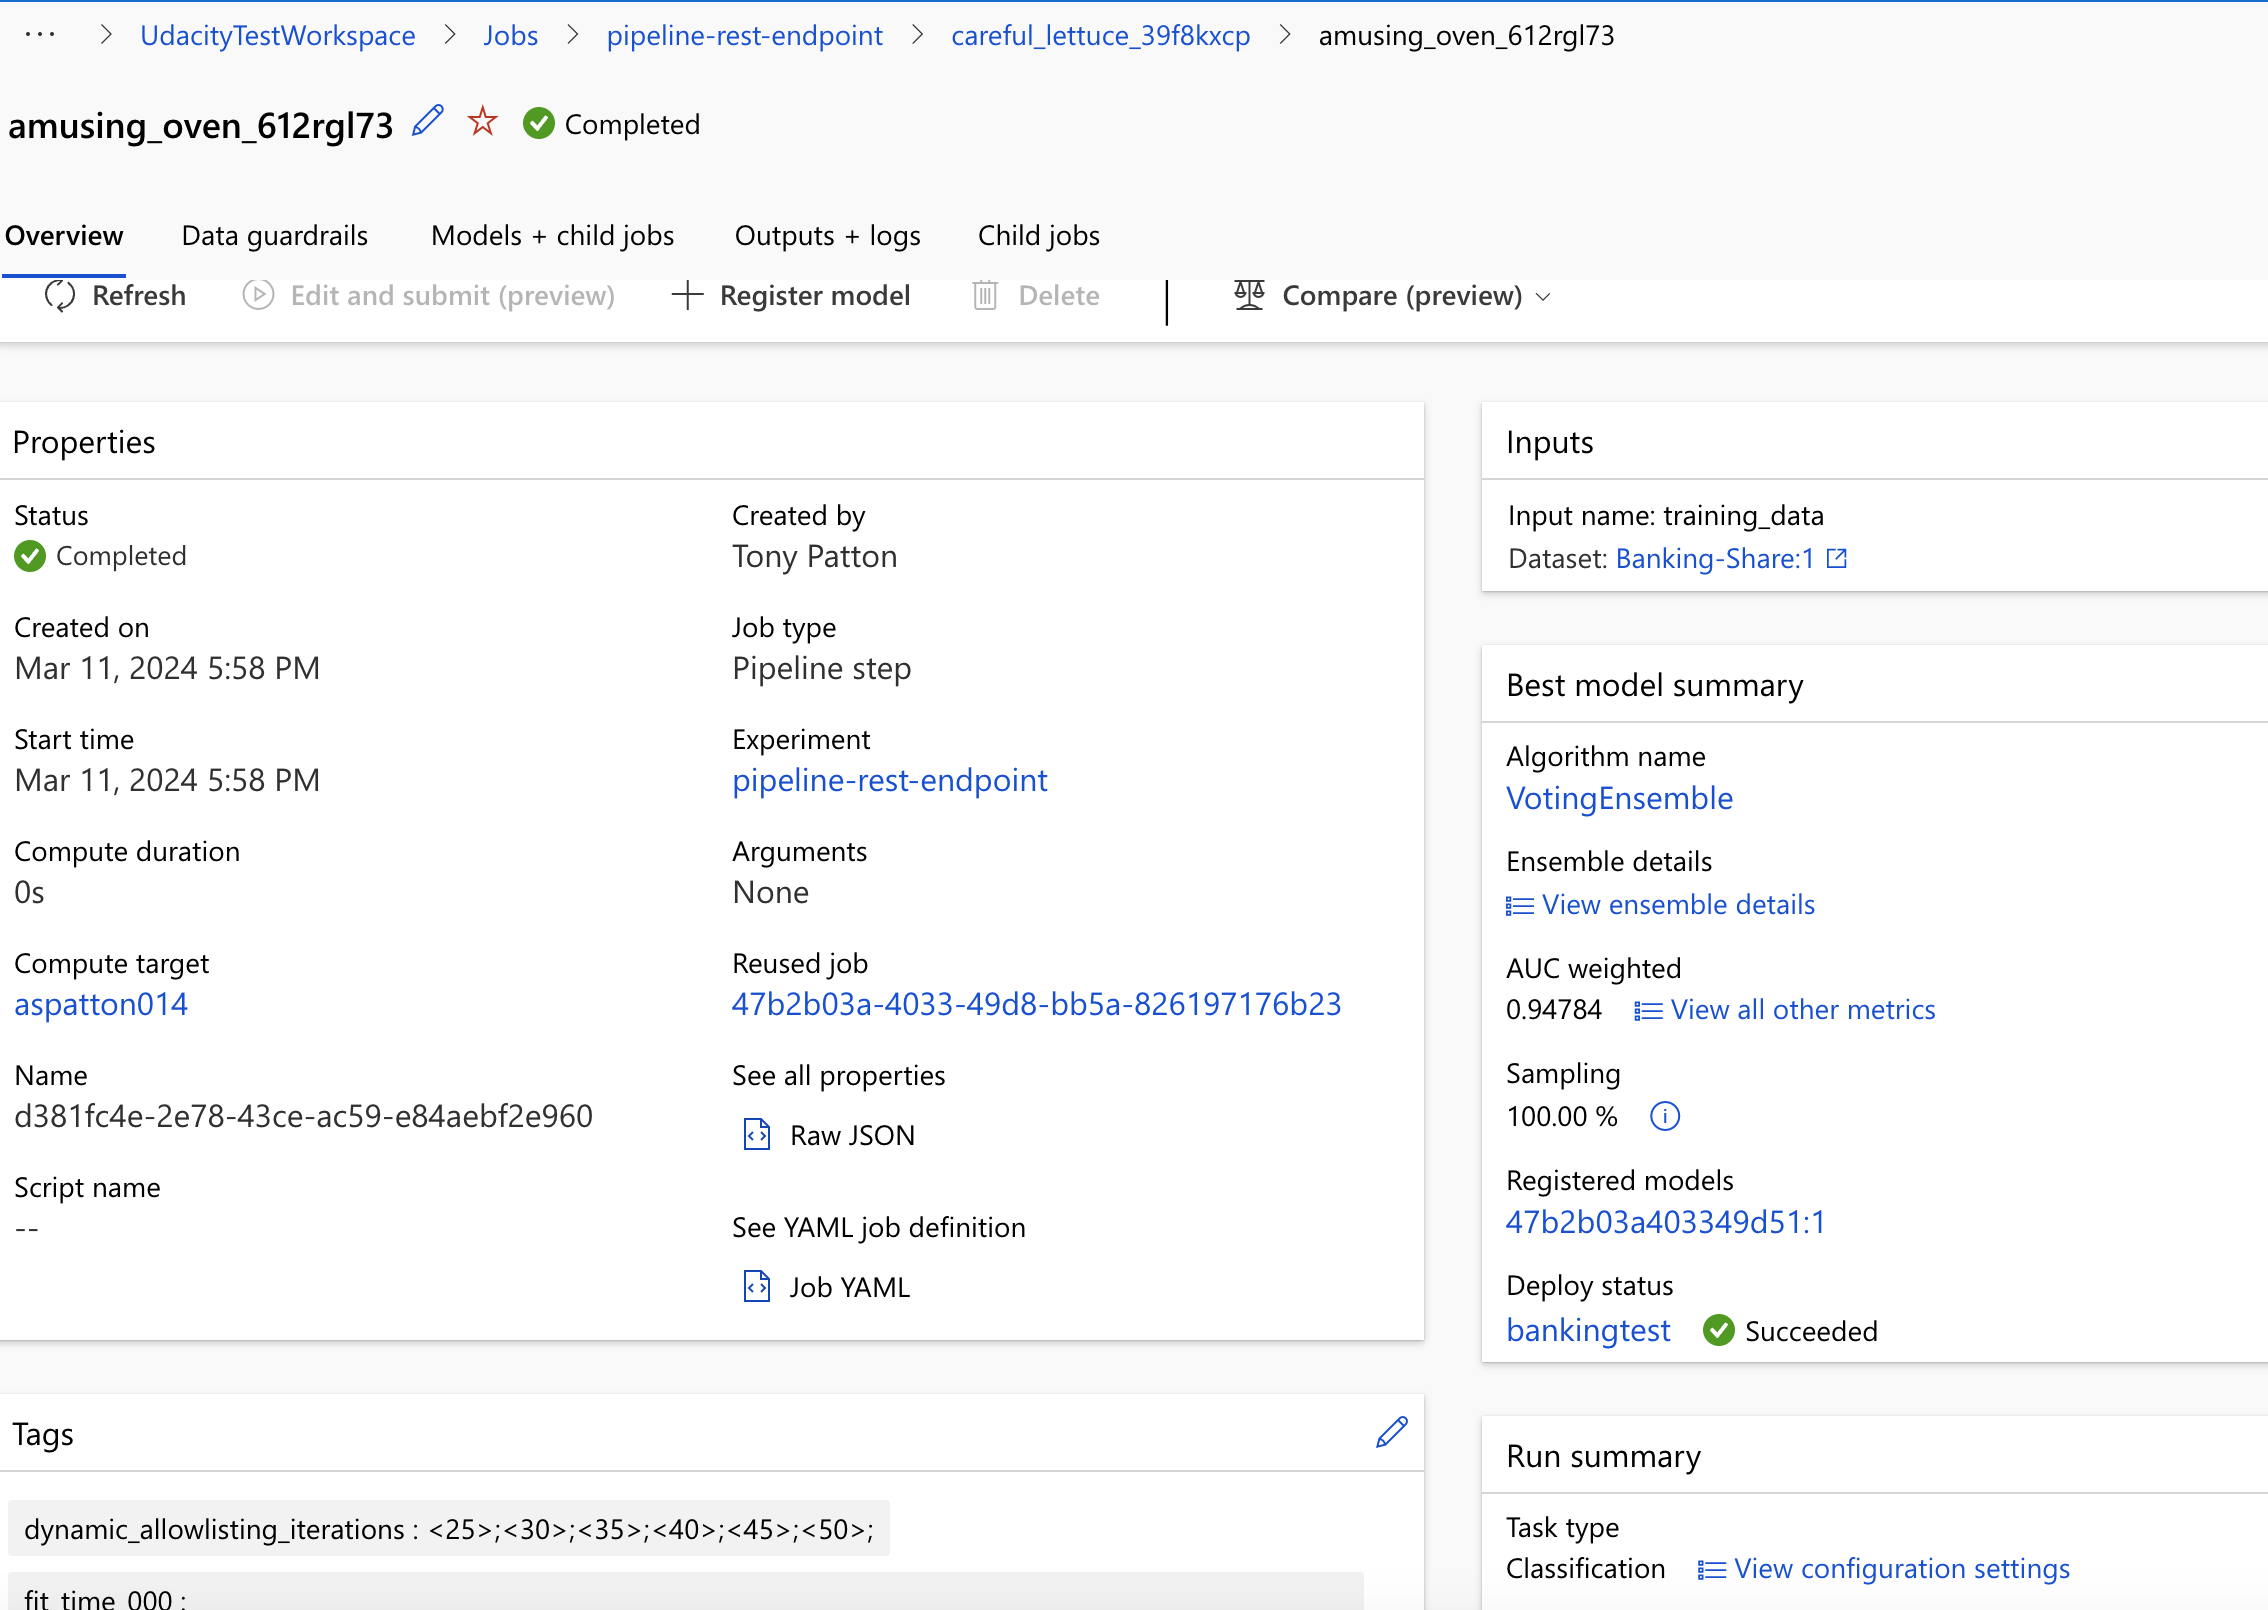 ··· > UdacityTestWorkspace > Jobs > pipeline-rest-endpoint > careful_lettuce_39f8kxcp > amusing_oven_612rgl73
amusing_oven_612rgl73 Completed
Overview Data guardrails Models + child jobs Outputs + logs Child jobs
Refresh Edit and submit (preview) Register model Delete Compare (preview)
Properties
Status
Completed
Created on
Mar 11, 2024 5:58 PM
Start time
Mar 11, 2024 5:58 PM
Compute duration
0s
Compute target
aspatton014
Name
d381fc4e-2e78-43ce-ac59-e84aebf2e960
Script name
--
Created by
Tony Patton
Job type
Pipeline step
Experiment
pipeline-rest-endpoint
Arguments
None
Reused job
47b2b03a-4033-49d8-bb5a-826197176b23
See all properties
Raw JSON
See YAML job definition
Job YAML
Tags
dynamic_allowlisting_iterations : <25>;<30>;<35>;<40>;<45>;<50>;
fit_time_000 :
Inputs
Input name: training_data
Dataset: Banking-Share:1
Best model summary
Algorithm name
VotingEnsemble
Ensemble details
View ensemble details
AUC weighted
0.94784 View all other metrics
Sampling
100.00 %
Registered models
47b2b03a403349d51:1
Deploy status
bankingtest Succeeded
Run summary
Task type
Classification View configuration settings